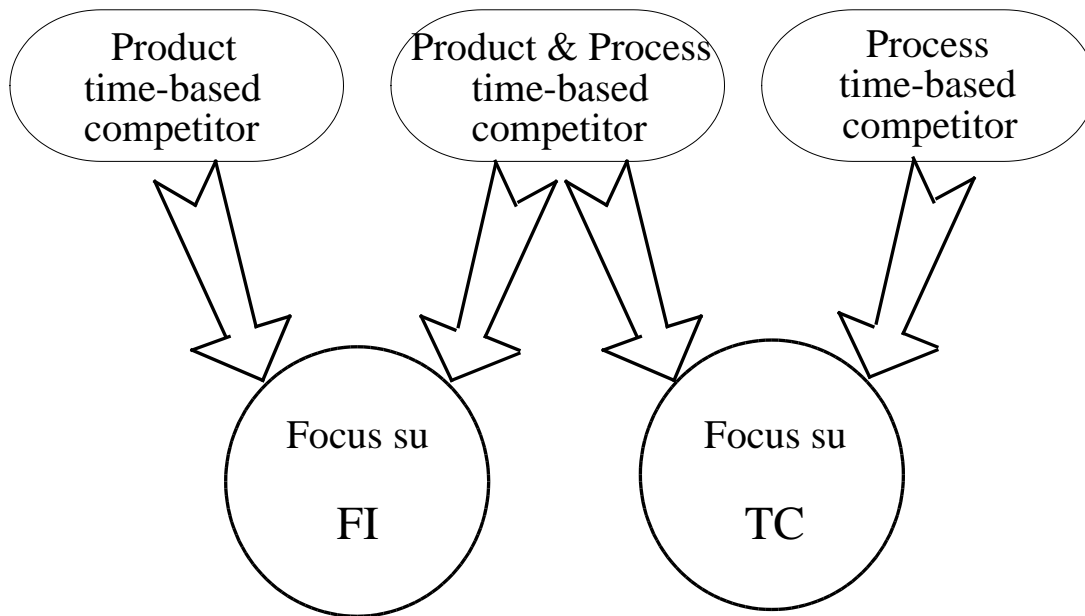 Product
time-based
competitor
Product & Process
time-based
competitor
Process
time-based
competitor
Focus su
FI
Focus su
TC